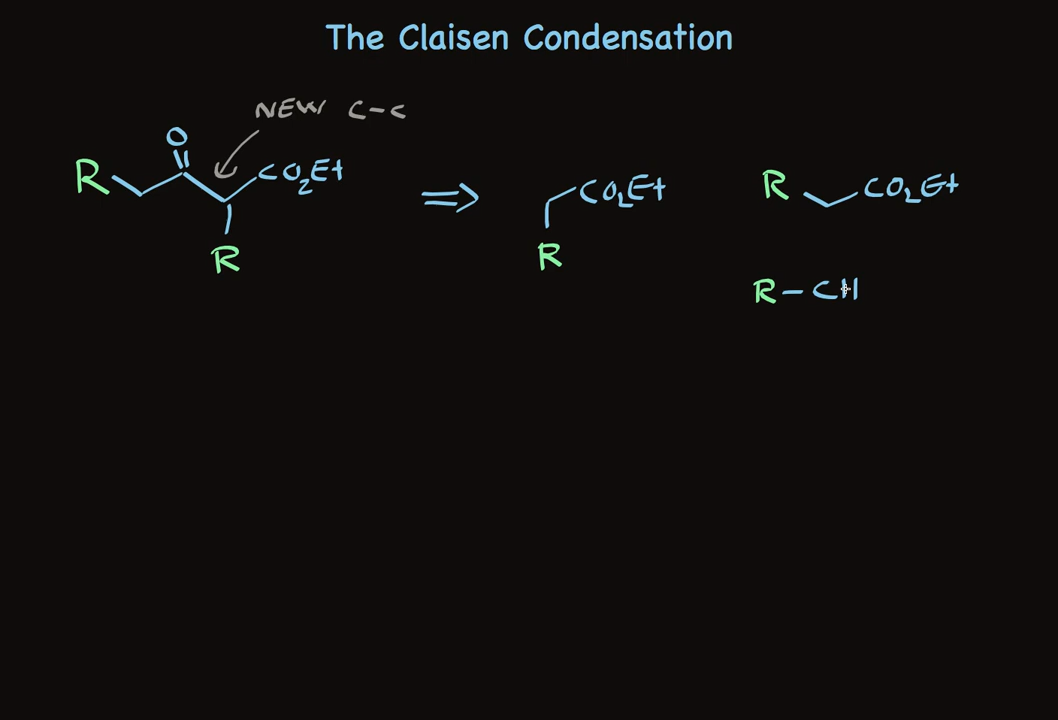 The Claisen Condensation
NEW C-C
O
R CO2Et
R
⇒
CO2Et
R
R CO2Et
R-CH